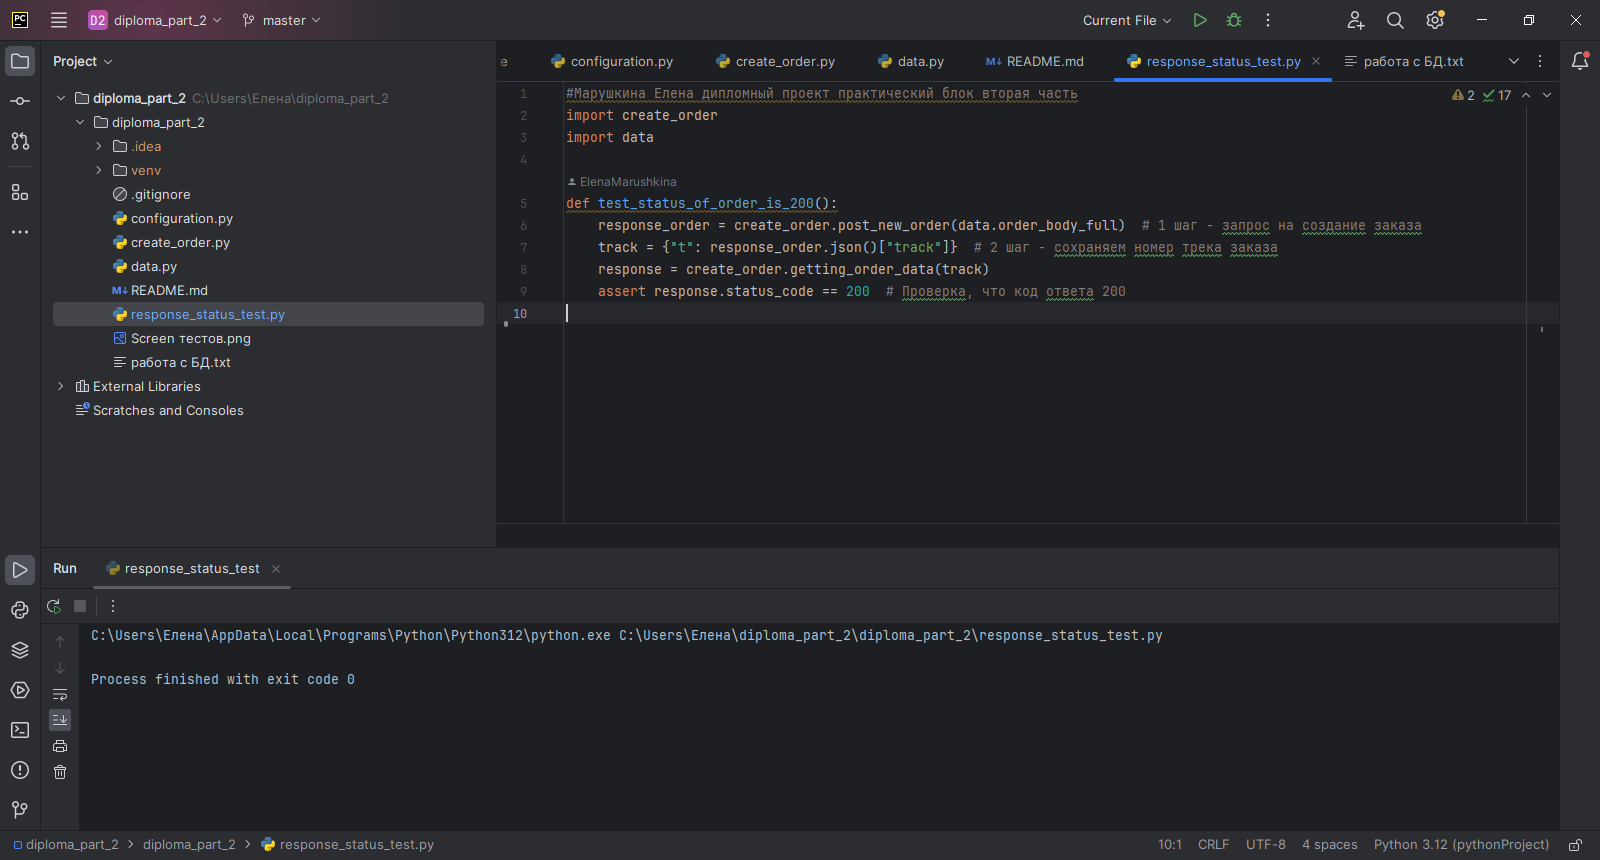 PC
D2 diploma_part_2 master Current File
Project
diploma_part_2 C:\Users\Елена\diploma_part_2
diploma_part_2
.idea
venv
.gitignore
configuration.py
create_order.py
data.py
M↓ README.md
response_status_test.py
Screen тестов.png
работа с БД.txt
External Libraries
Scratches and Consoles
e configuration.py create_order.py data.py M↓ README.md response_status_test.py работа с БД.txt
2 17
1 #Марушкина Елена дипломный проект практический блок вторая часть
2 import create_order
3 import data
4
ElenaMarushkina
5 def test_status_of_order_is_200():
6 response_order = create_order.post_new_order(data.order_body_full)  # 1 шаг - запрос на создание заказа
7 track = {"t": response_order.json()["track"]}  # 2 шаг - сохраняем номер трека заказа
8 response = create_order.getting_order_data(track)
9 assert response.status_code == 200  # Проверка, что код ответа 200
10
Run response_status_test
C:\Users\Елена\AppData\Local\Programs\Python\Python312\python.exe C:\Users\Елена\diploma_part_2\diploma_part_2\response_status_test.py
Process finished with exit code 0
diploma_part_2 > diploma_part_2 > response_status_test.py 10:1 CRLF UTF-8 4 spaces Python 3.12 (pythonProject)